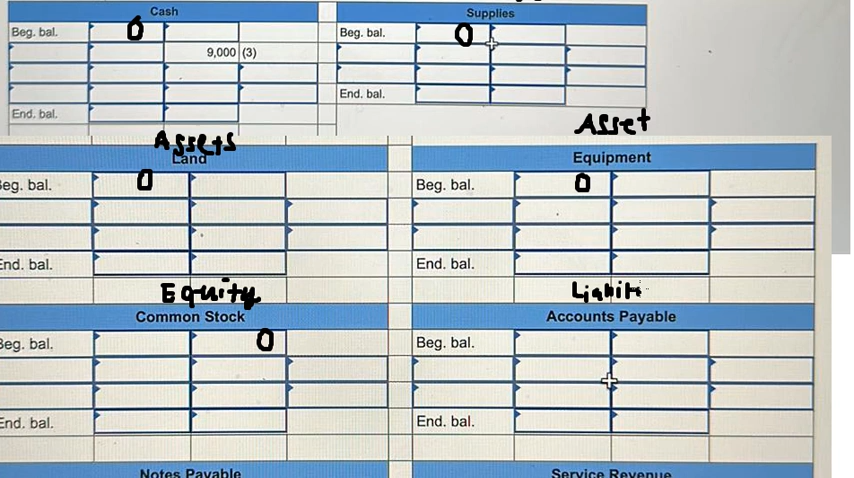 Cash Supplies
Beg. bal. 0 Beg. bal. 0
9,000 (3)
End. bal.
End. bal.
Assets Asset
Land Equipment
Beg. bal. 0 Beg. bal. 0
End. bal. End. bal.
Equity Liabiliti
Common Stock Accounts Payable
Beg. bal. 0 Beg. bal.
End. bal. End. bal.
Notes Payable Service Revenue